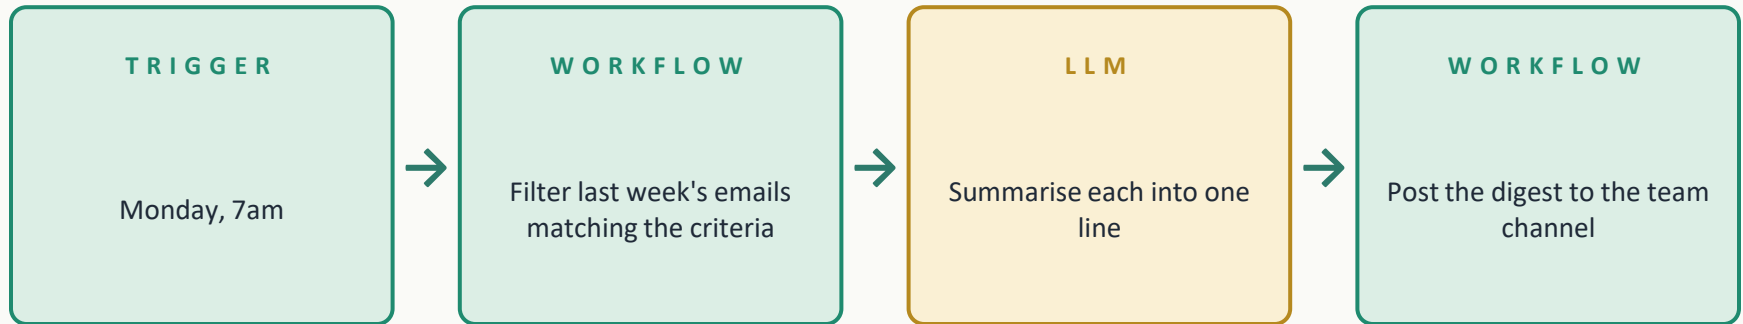 TRIGGER
Monday, 7am
WORKFLOW
Filter last week's emails
matching the criteria
LLM
Summarise each into one
line
WORKFLOW
Post the digest to the team
channel